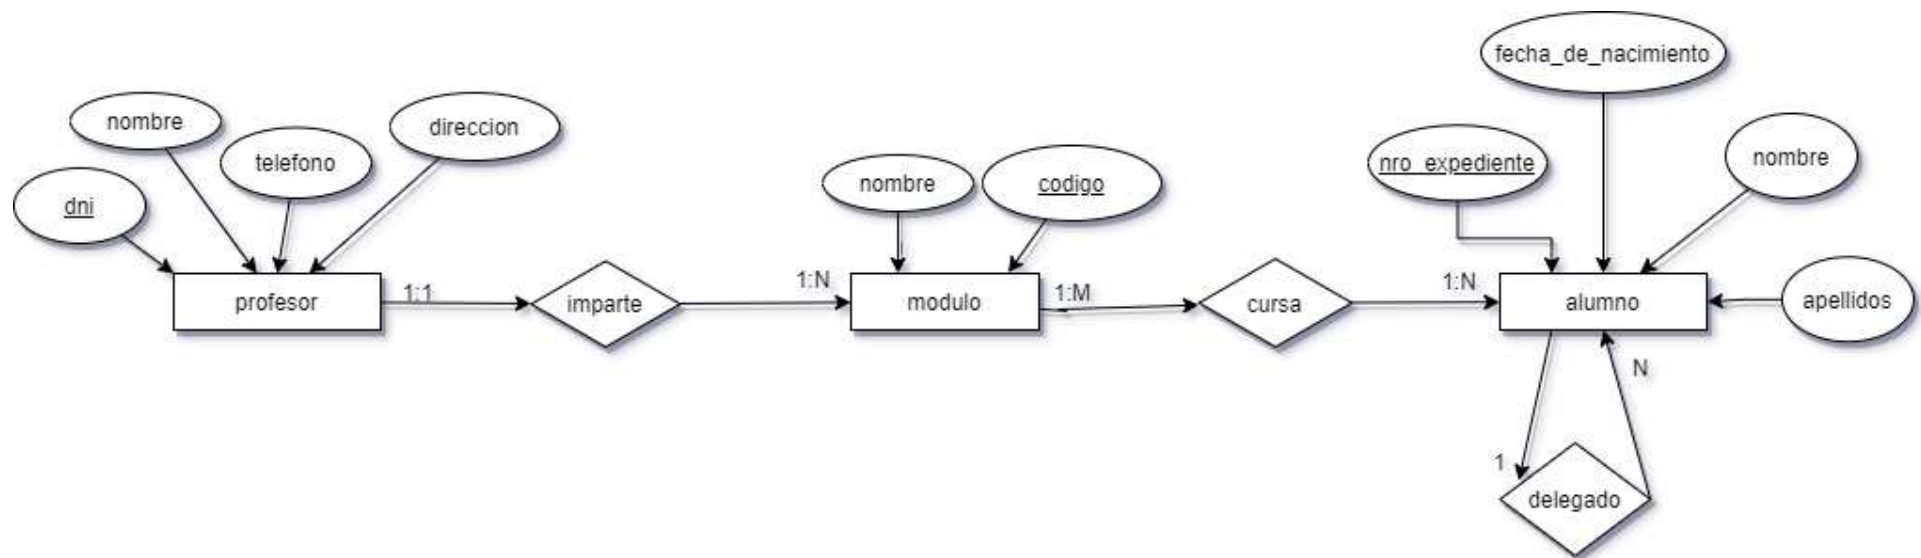 fecha_de_nacimiento
nombre
direccion
telefono
nro_expediente
nombre
dni
nombre
codigo
profesor
1:1
imparte
1:N
modulo
1:M
cursa
1:N
alumno
apellidos
N
1
delegado